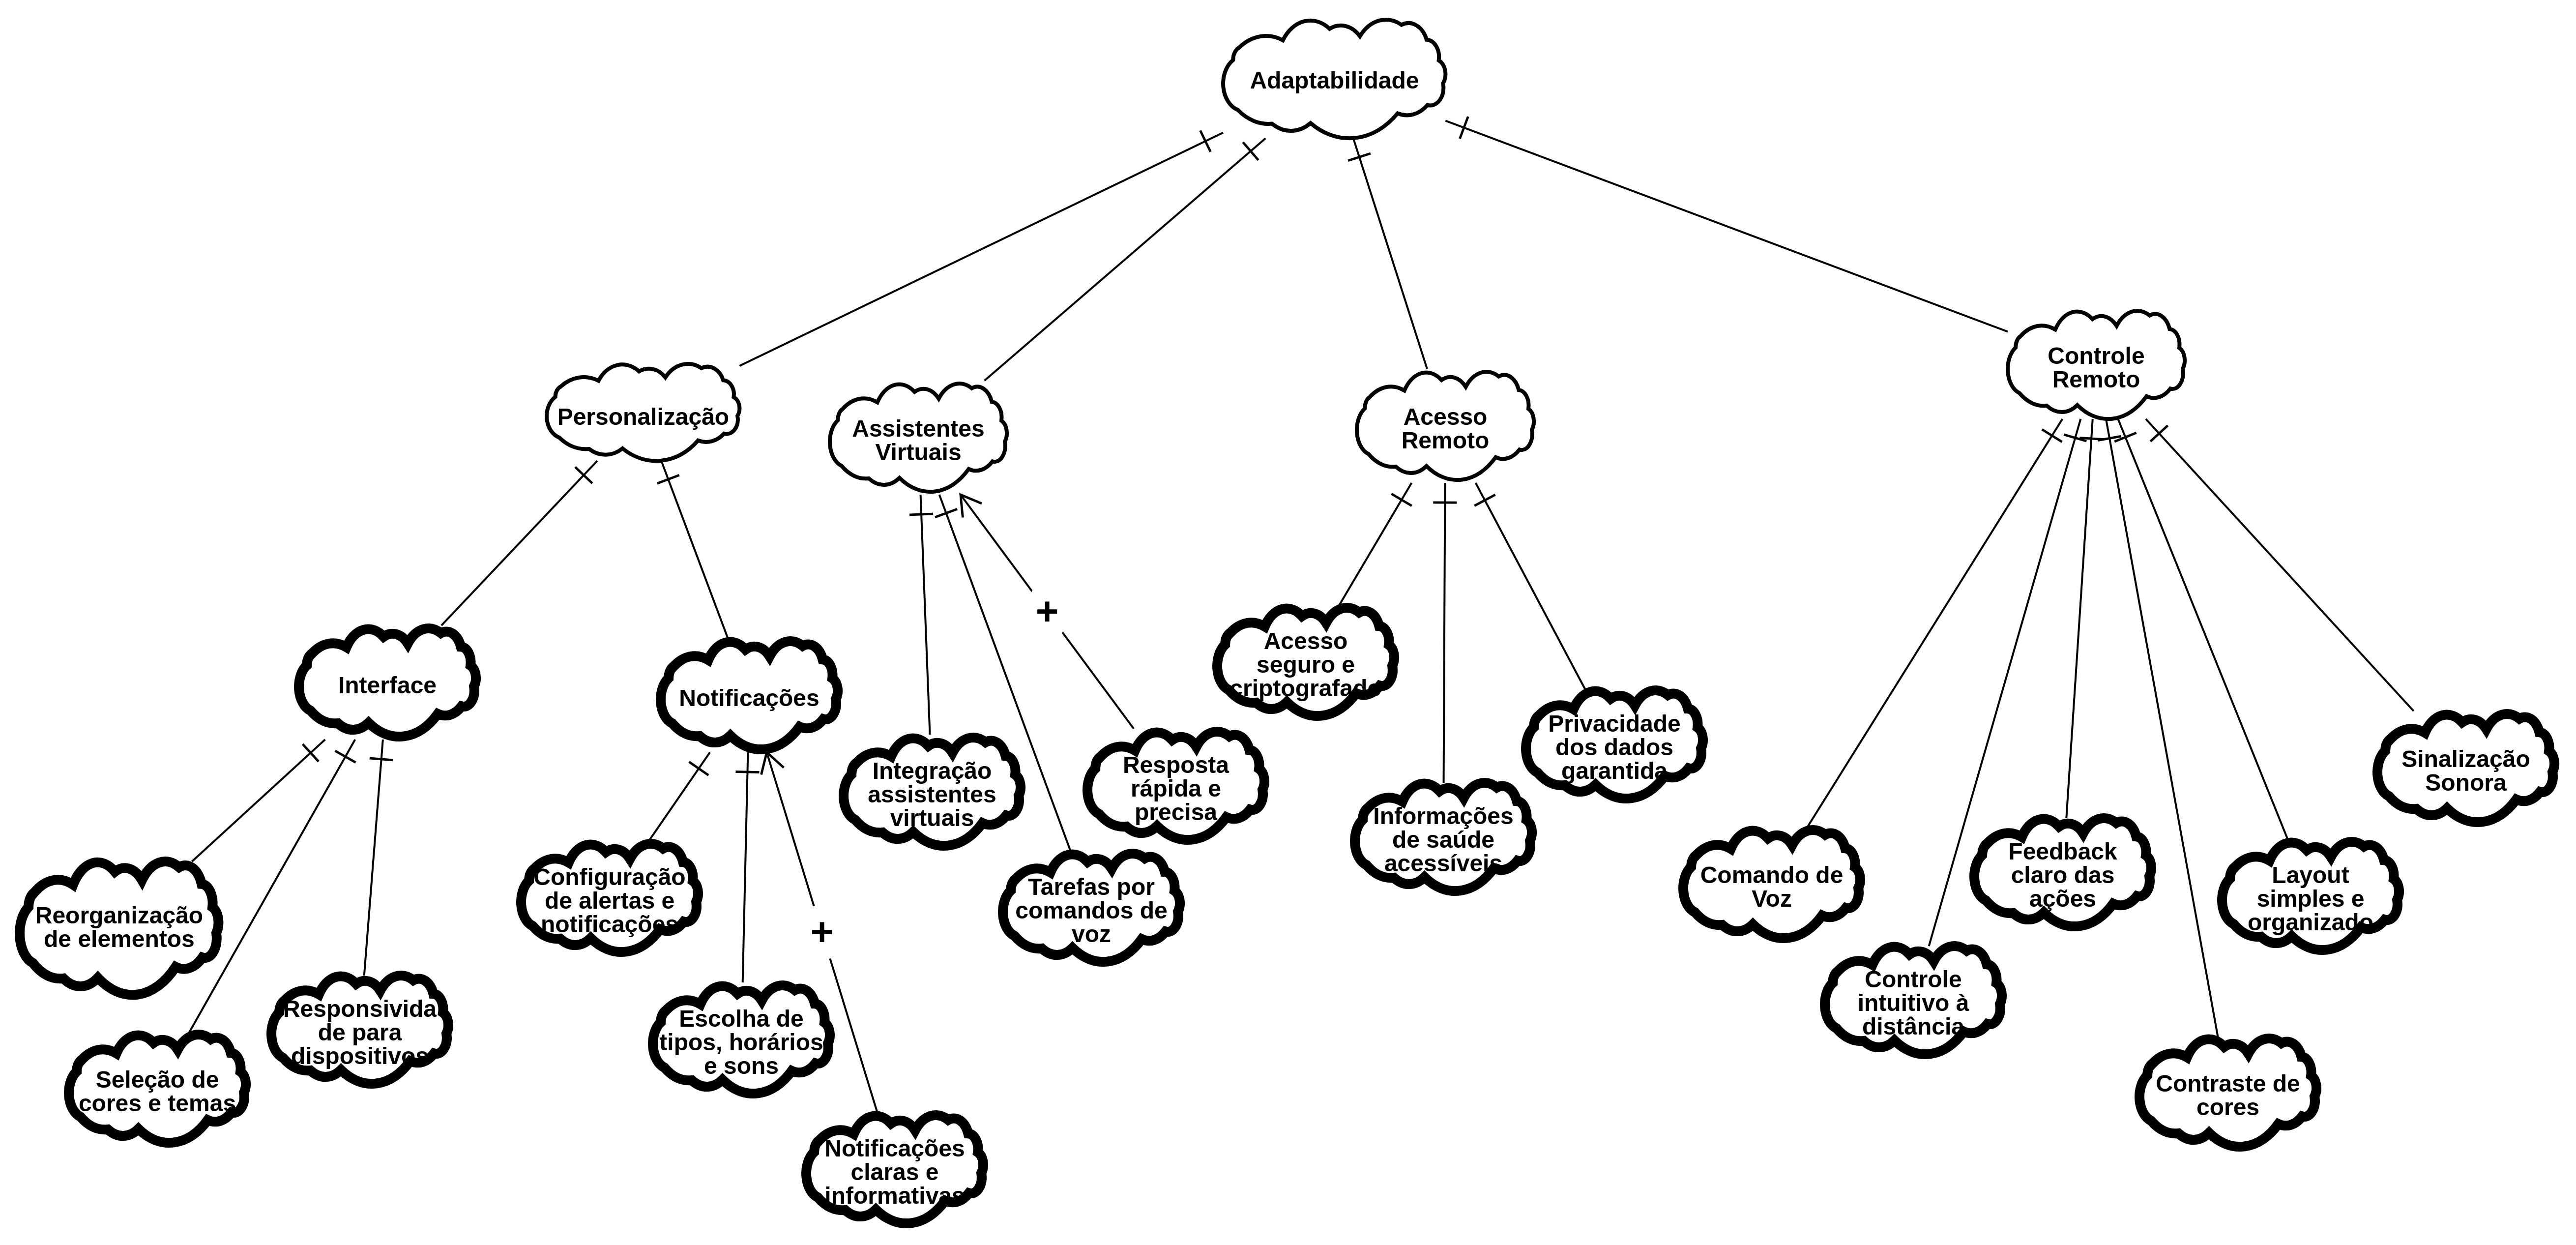 Adaptabilidade
Personalização
Assistentes
Virtuais
Acesso
Remoto
Controle
Remoto
Interface
Notificações
+
Acesso
seguro e
criptografado
Privacidade
dos dados
garantida
Sinalização
Sonora
Integração
assistentes
virtuais
Resposta
rápida e
precisa
Informações
de saúde
acessíveis
Comando de
Voz
Feedback
claro das
ações
Layout
simples e
organizado
Configuração
de alertas e
notificações
Tarefas por
comandos de
voz
+
Reorganização
de elementos
Responsivida
de para
dispositivos
Escolha de
tipos, horários
e sons
Controle
intuitivo à
distância
Seleção de
cores e temas
Contraste de
cores
Notificações
claras e
informativas